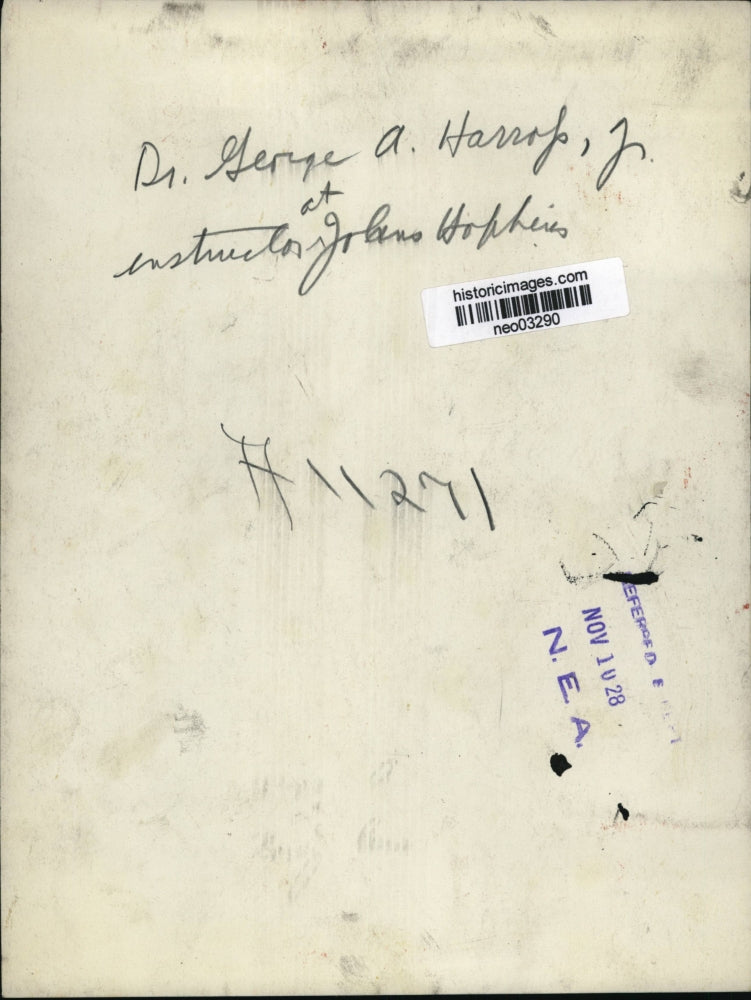 Dr. George A. Harrop, Jr.
at
instructor Johns Hopkins
historicimages.com
neo03290
H 11271
NOV 10 28
N. E. A.